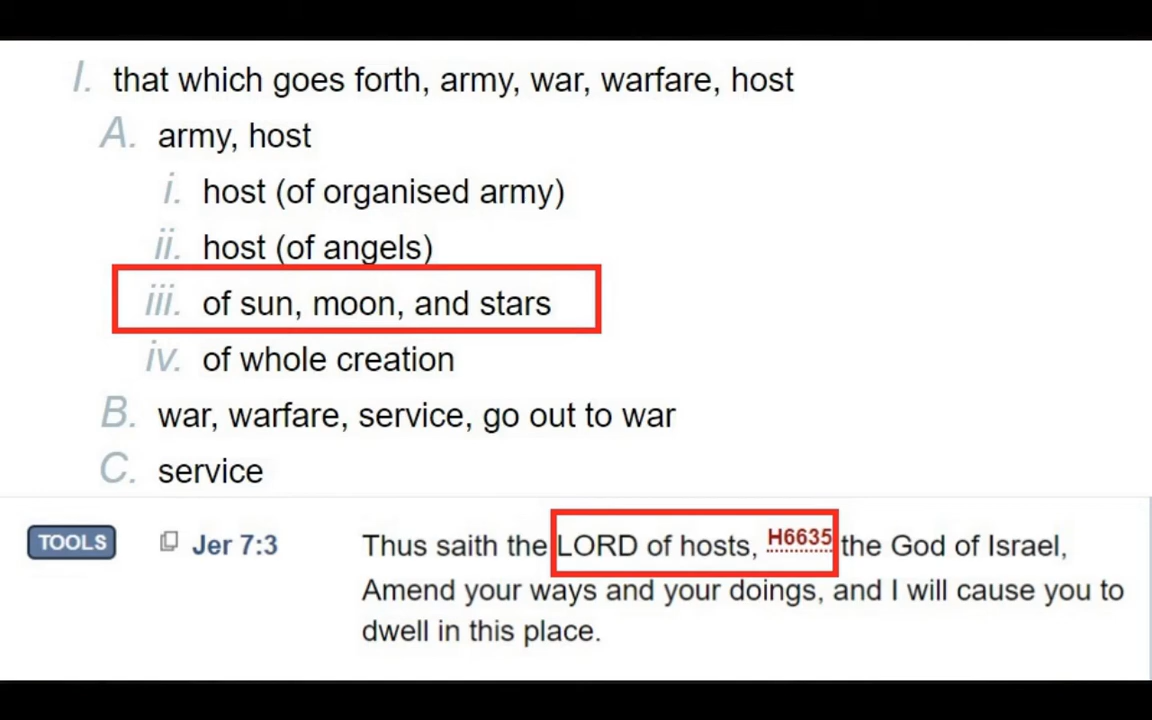 I. that which goes forth, army, war, warfare, host
A. army, host
i. host (of organised army)
ii. host (of angels)
iii. of sun, moon, and stars
iv. of whole creation
B. war, warfare, service, go out to war
C. service
TOOLS Jer 7:3 Thus saith the LORD of hosts, H6635 the God of Israel,
Amend your ways and your doings, and I will cause you to
dwell in this place.